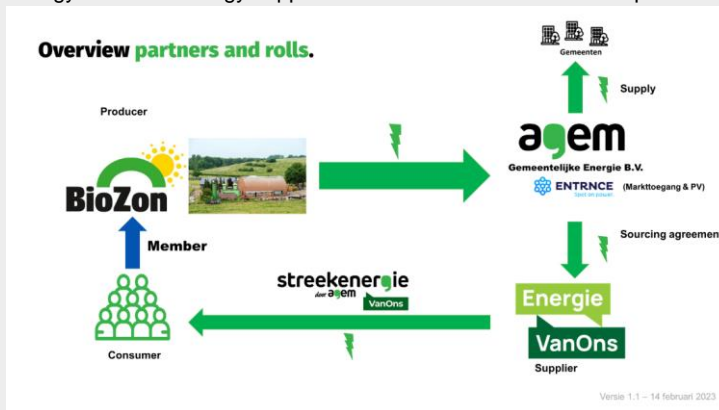 Overview partners and rolls.
Gemeenten
Supply
Producer
agem
Gemeentelijke Energie B.V.
BioZon
ENTRNCE
(Markttoegang & PV)
Member
Sourcing agreemen
streekenergie
door agem
VanOns
Energie
VanOns
Consumer
Supplier
Versie 1.1 – 14 februari 2023